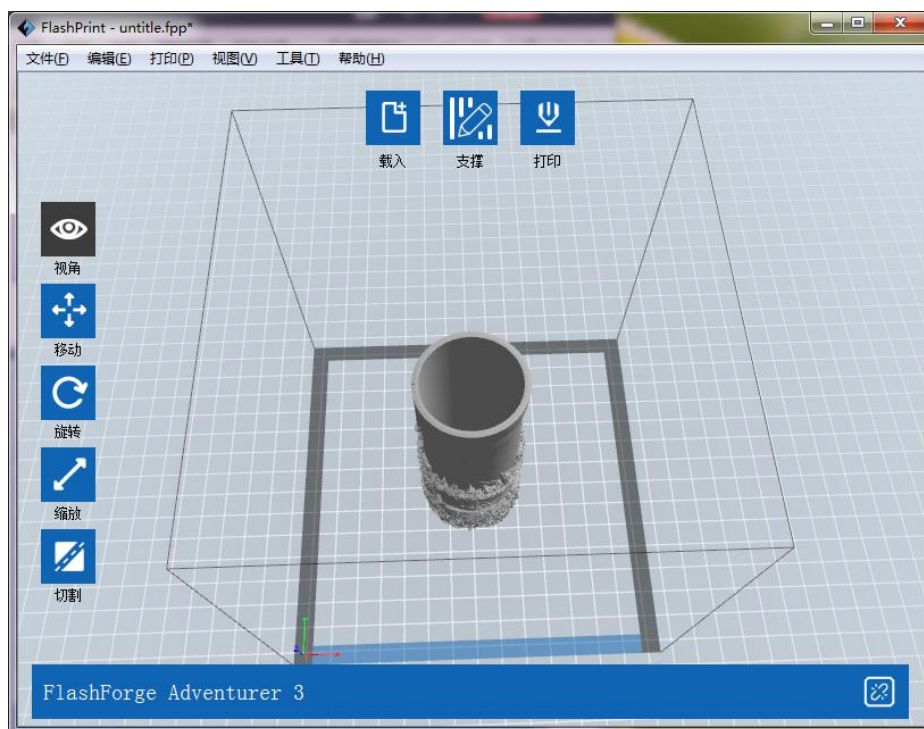 FlashPrint - untitle.fpp*
文件(F) 编辑(E) 打印(P) 视图(V) 工具(T) 帮助(H)
载入 支撑 打印
视角
移动
旋转
缩放
切割
FlashForge Adventurer 3